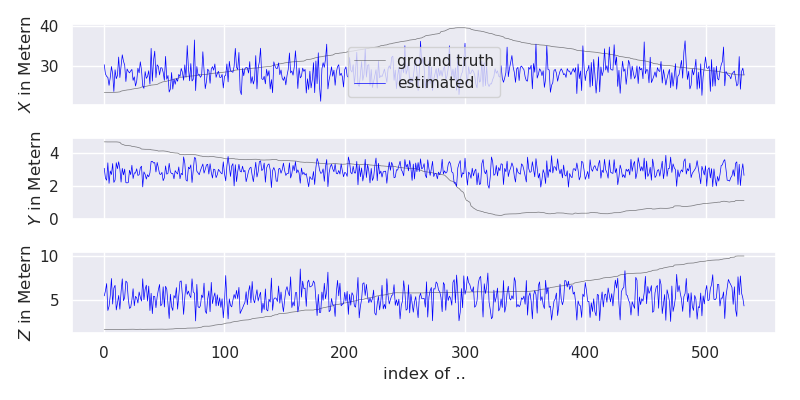 X in Metern
40
30
ground truth
estimated
Y in Metern
4
2
0
Z in Metern
10
5
0
100
200
300
400
500
index of ..